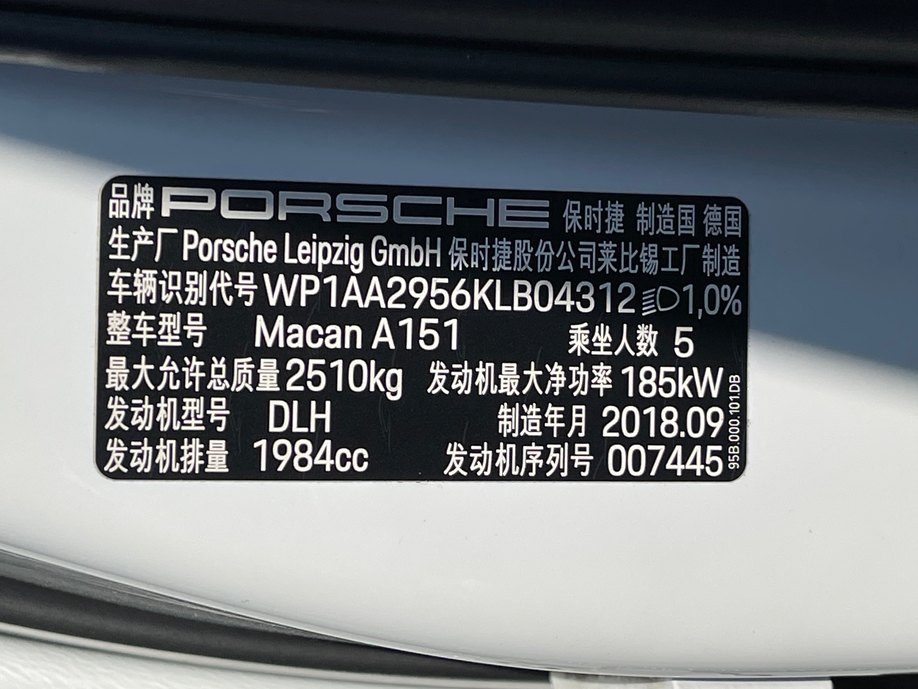 品牌 PORSCHE 保时捷 制造国 德国
生产厂 Porsche Leipzig GmbH 保时捷股份公司莱比锡工厂制造
车辆识别代号 WP1AA2956KLB04312 1,0%
整车型号 Macan A151 乘坐人数 5
最大允许总质量 2510kg 发动机最大净功率 185kW
发动机型号 DLH 制造年月 2018.09
发动机排量 1984cc 发动机序列号 007445
95B.000.101.DB